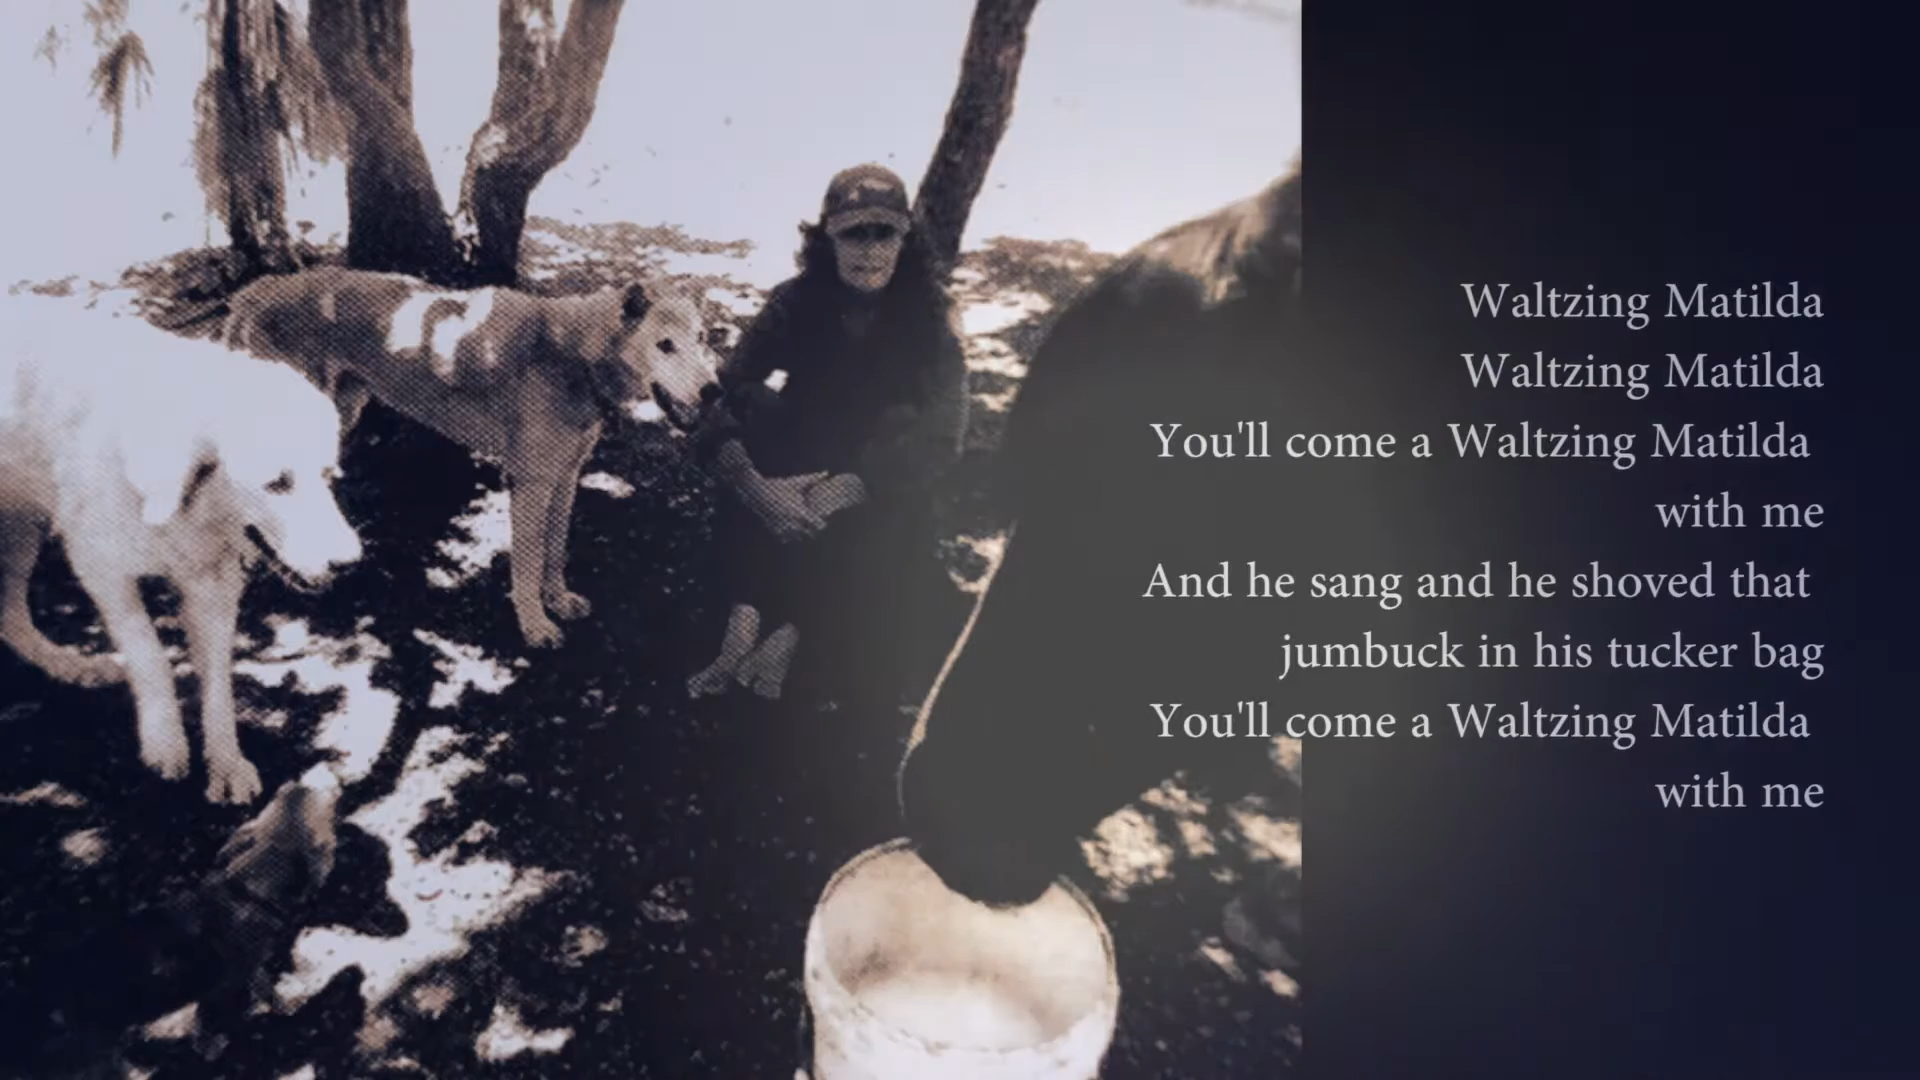 Waltzing Matilda
Waltzing Matilda
You'll come a Waltzing Matilda
with me
And he sang and he shoved that
jumbuck in his tucker bag
You'll come a Waltzing Matilda
with me